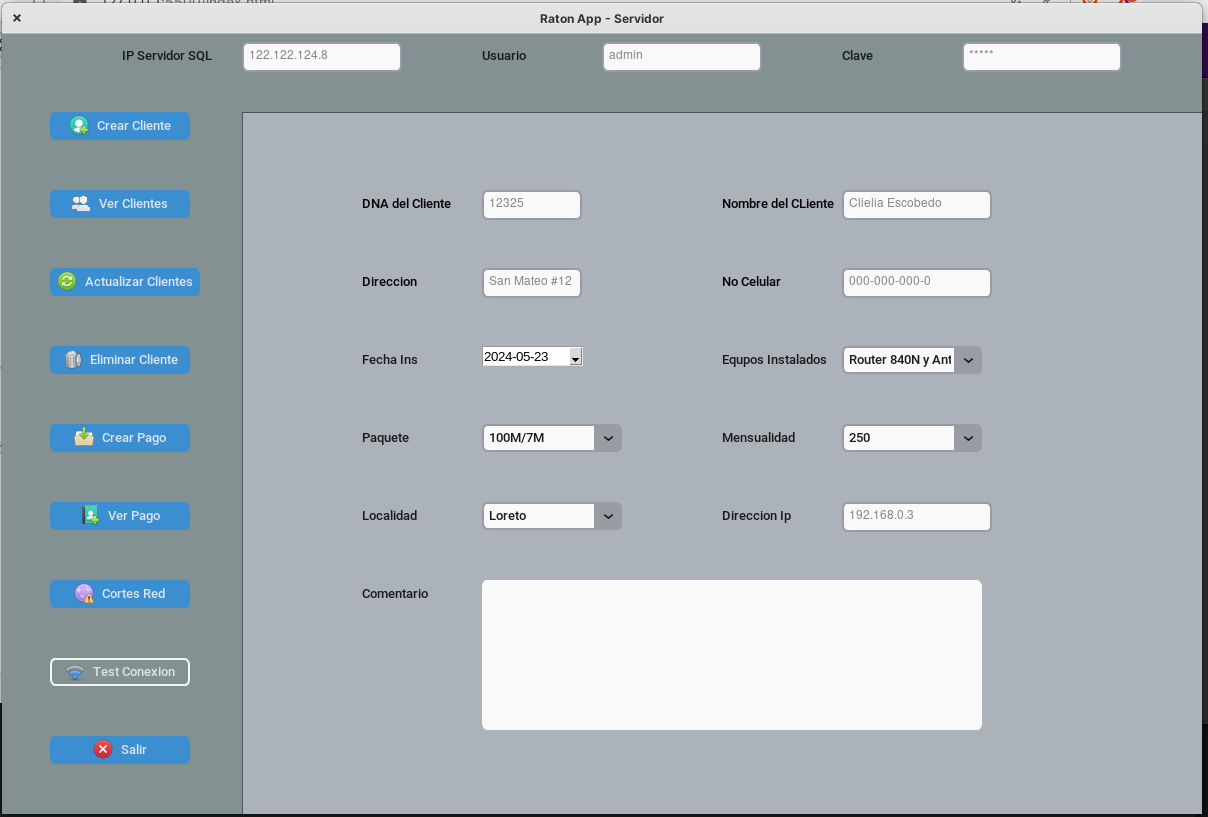 Raton App - Servidor
IP Servidor SQL 122.122.124.8 Usuario admin Clave *****
Crear Cliente
Ver Clientes
Actualizar Clientes
Eliminar Cliente
Crear Pago
Ver Pago
Cortes Red
Test Conexion
Salir
DNA del Cliente 12325 Nombre del CLiente Clielia Escobedo
Direccion San Mateo #12 No Celular 000-000-000-0
Fecha Ins 2024-05-23 Equpos Instalados Router 840N y Ant
Paquete 100M/7M Mensualidad 250
Localidad Loreto Direccion Ip 192.168.0.3
Comentario